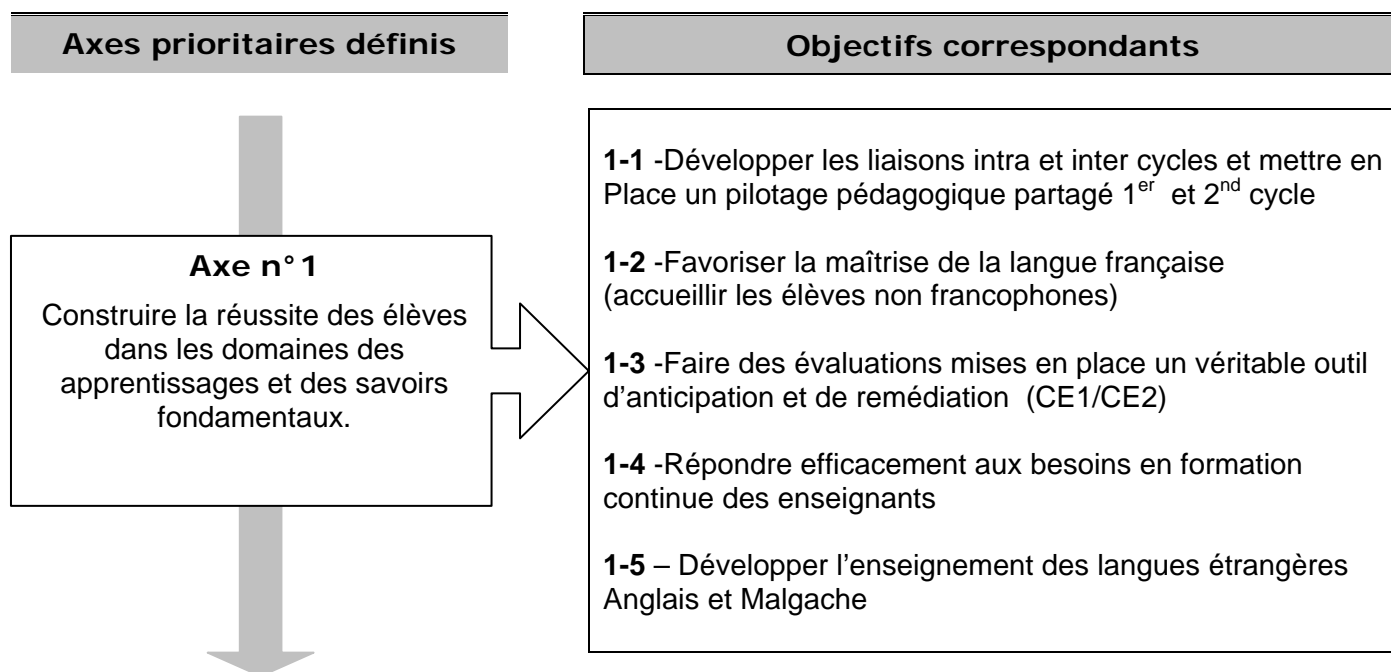 Axes prioritaires définis
Objectifs correspondants
Axe n°1
Construire la réussite des élèves
dans les domaines des
apprentissages et des savoirs
fondamentaux.
1-1 -Développer les liaisons intra et inter cycles et mettre en
Place un pilotage pédagogique partagé 1er et 2nd cycle
1-2 -Favoriser la maîtrise de la langue française
(accueillir les élèves non francophones)
1-3 -Faire des évaluations mises en place un véritable outil
d’anticipation et de remédiation (CE1/CE2)
1-4 -Répondre efficacement aux besoins en formation
continue des enseignants
1-5 – Développer l’enseignement des langues étrangères
Anglais et Malgache